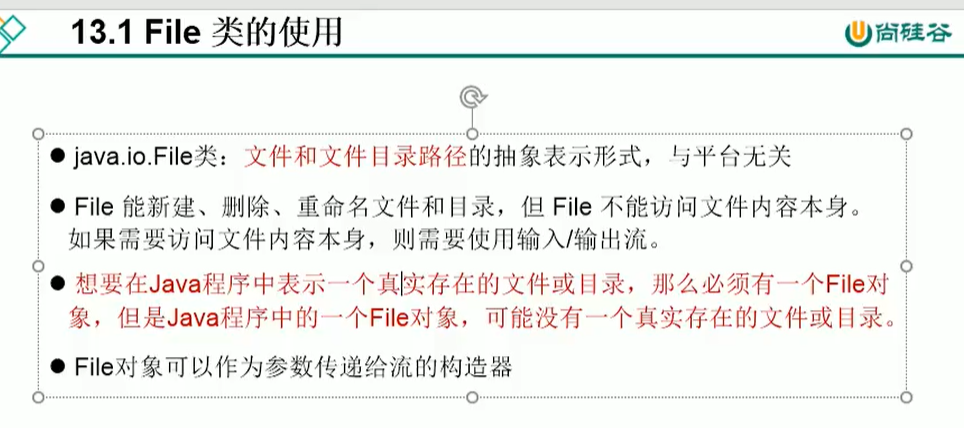 13.1 File 类的使用
尚硅谷
● java.io.File类：文件和文件目录路径的抽象表示形式，与平台无关
● File 能新建、删除、重命名文件和目录，但 File 不能访问文件内容本身。
如果需要访问文件内容本身，则需要使用输入/输出流。
● 想要在Java程序中表示一个真实存在的文件或目录，那么必须有一个File对
象，但是Java程序中的一个File对象，可能没有一个真实存在的文件或目录。
● File对象可以作为参数传递给流的构造器